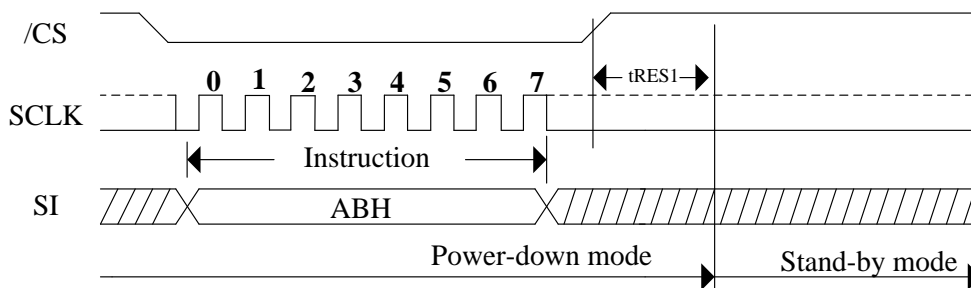 /CS
tRES1
0 1 2 3 4 5 6 7
SCLK
Instruction
SI
ABH
Power-down mode
Stand-by mode